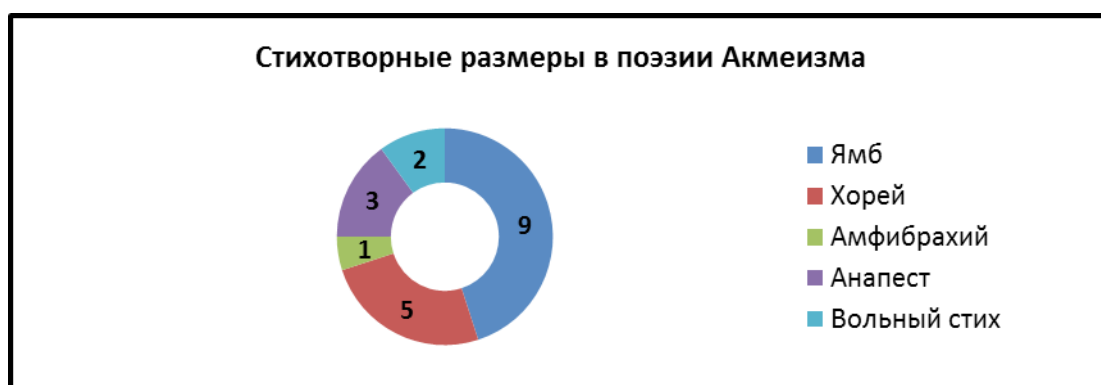 Стихотворные размеры в поэзии Акмеизма
2
9
3
1
5
Ямб
Хорей
Амфибрахий
Анапест
Вольный стих